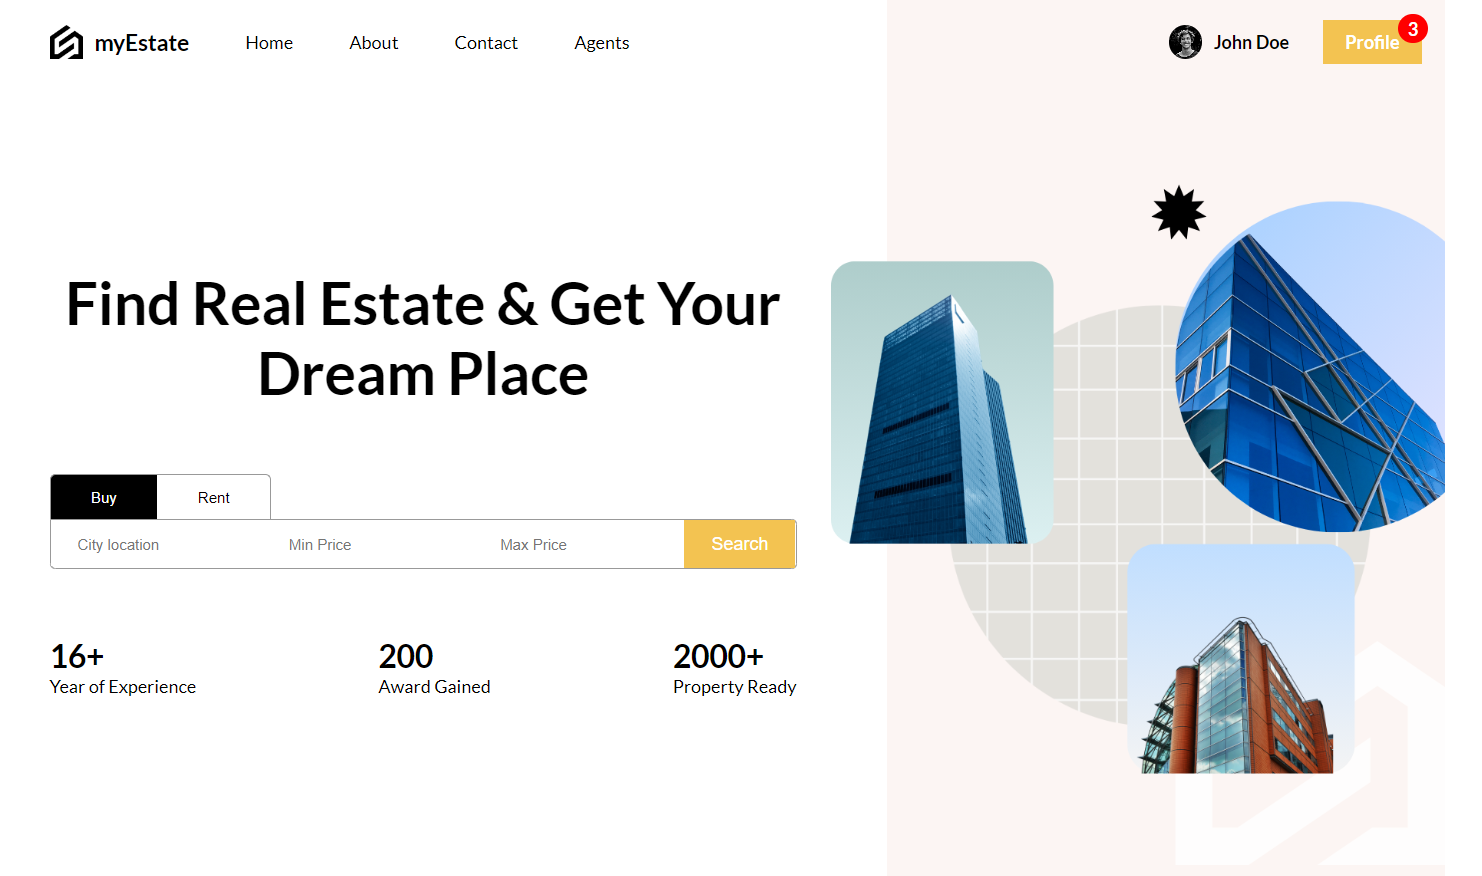 myEstate
Home
About
Contact
Agents
John Doe
Profile
3
Find Real Estate & Get Your
Dream Place
Buy
Rent
City location
Min Price
Max Price
Search
16+
Year of Experience
200
Award Gained
2000+
Property Ready